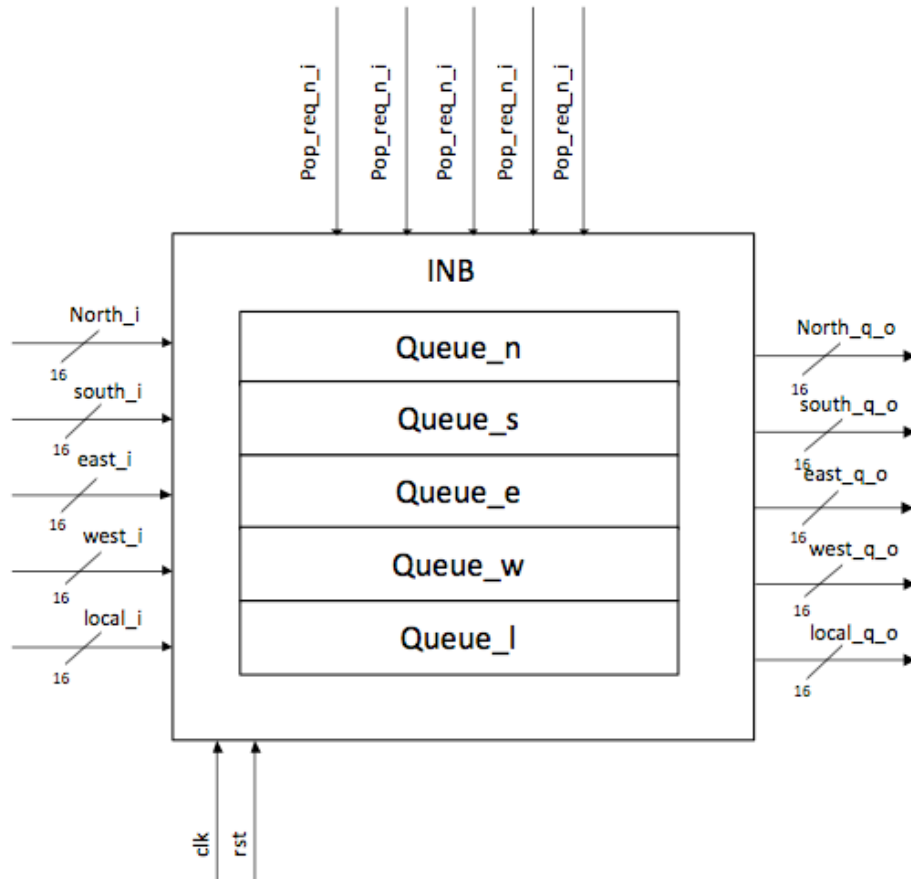 Pop_req_n_i
Pop_req_n_i
Pop_req_n_i
Pop_req_n_i
Pop_req_n_i
INB
North_i
16
south_i
16
east_i
16
west_i
16
local_i
16
Queue_n
Queue_s
Queue_e
Queue_w
Queue_l
North_q_o
16
south_q_o
16
east_q_o
16
west_q_o
16
local_q_o
16
clk
rst